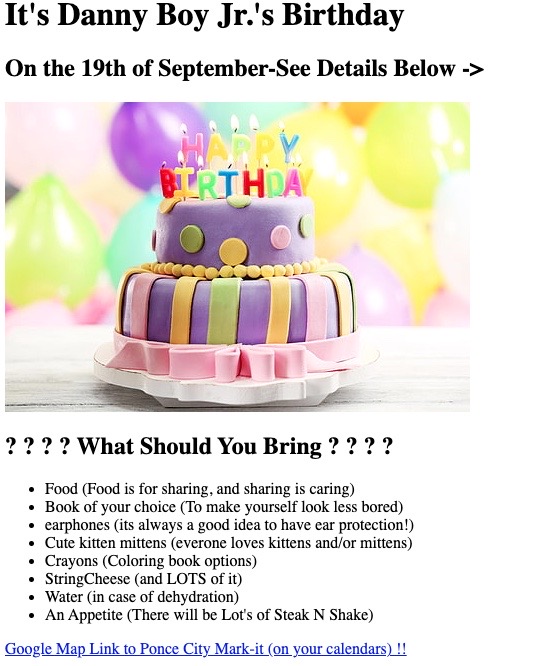 It's Danny Boy Jr.'s Birthday
On the 19th of September-See Details Below ->
HAPPY
BIRTHDAY
? ? ? ? What Should You Bring ? ? ? ?
• Food (Food is for sharing, and sharing is caring)
• Book of your choice (To make yourself look less bored)
• earphones (its always a good idea to have ear protection!)
• Cute kitten mittens (everone loves kittens and/or mittens)
• Crayons (Coloring book options)
• StringCheese (and LOTS of it)
• Water (in case of dehydration)
• An Appetite (There will be Lot's of Steak N Shake)
Google Map Link to Ponce City Mark-it (on your calendars) !!